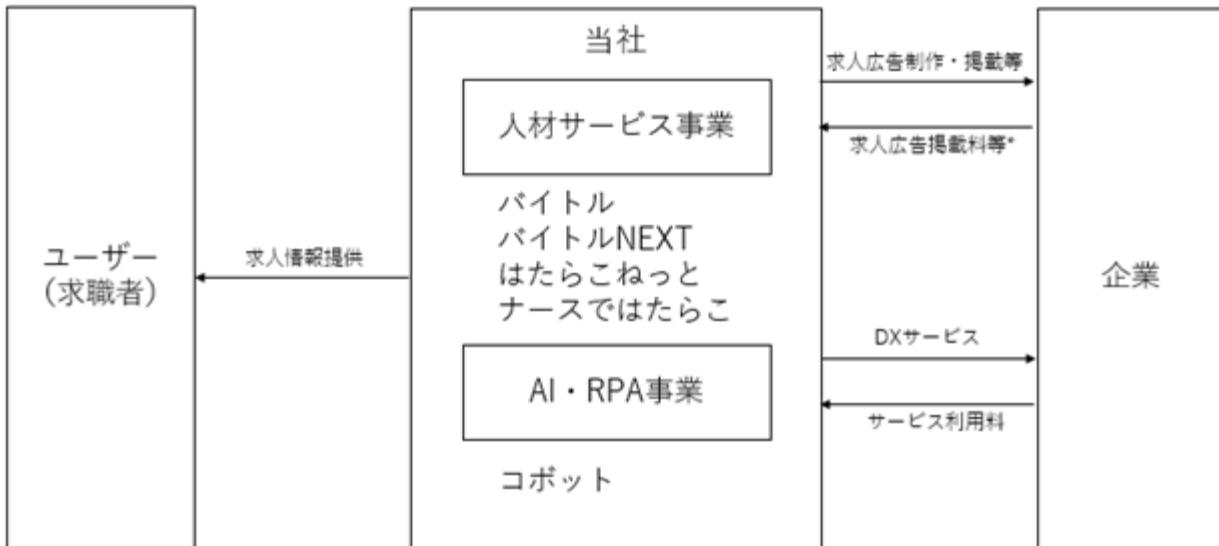 当社
求人広告制作・掲載等
人材サービス事業
求人広告掲載料等*
バイトル
バイトルNEXT
はたらこねっと
ナースではたらこ
ユーザー
(求職者)
求人情報提供
企業
DXサービス
AI・RPA事業
サービス利用料
コボット